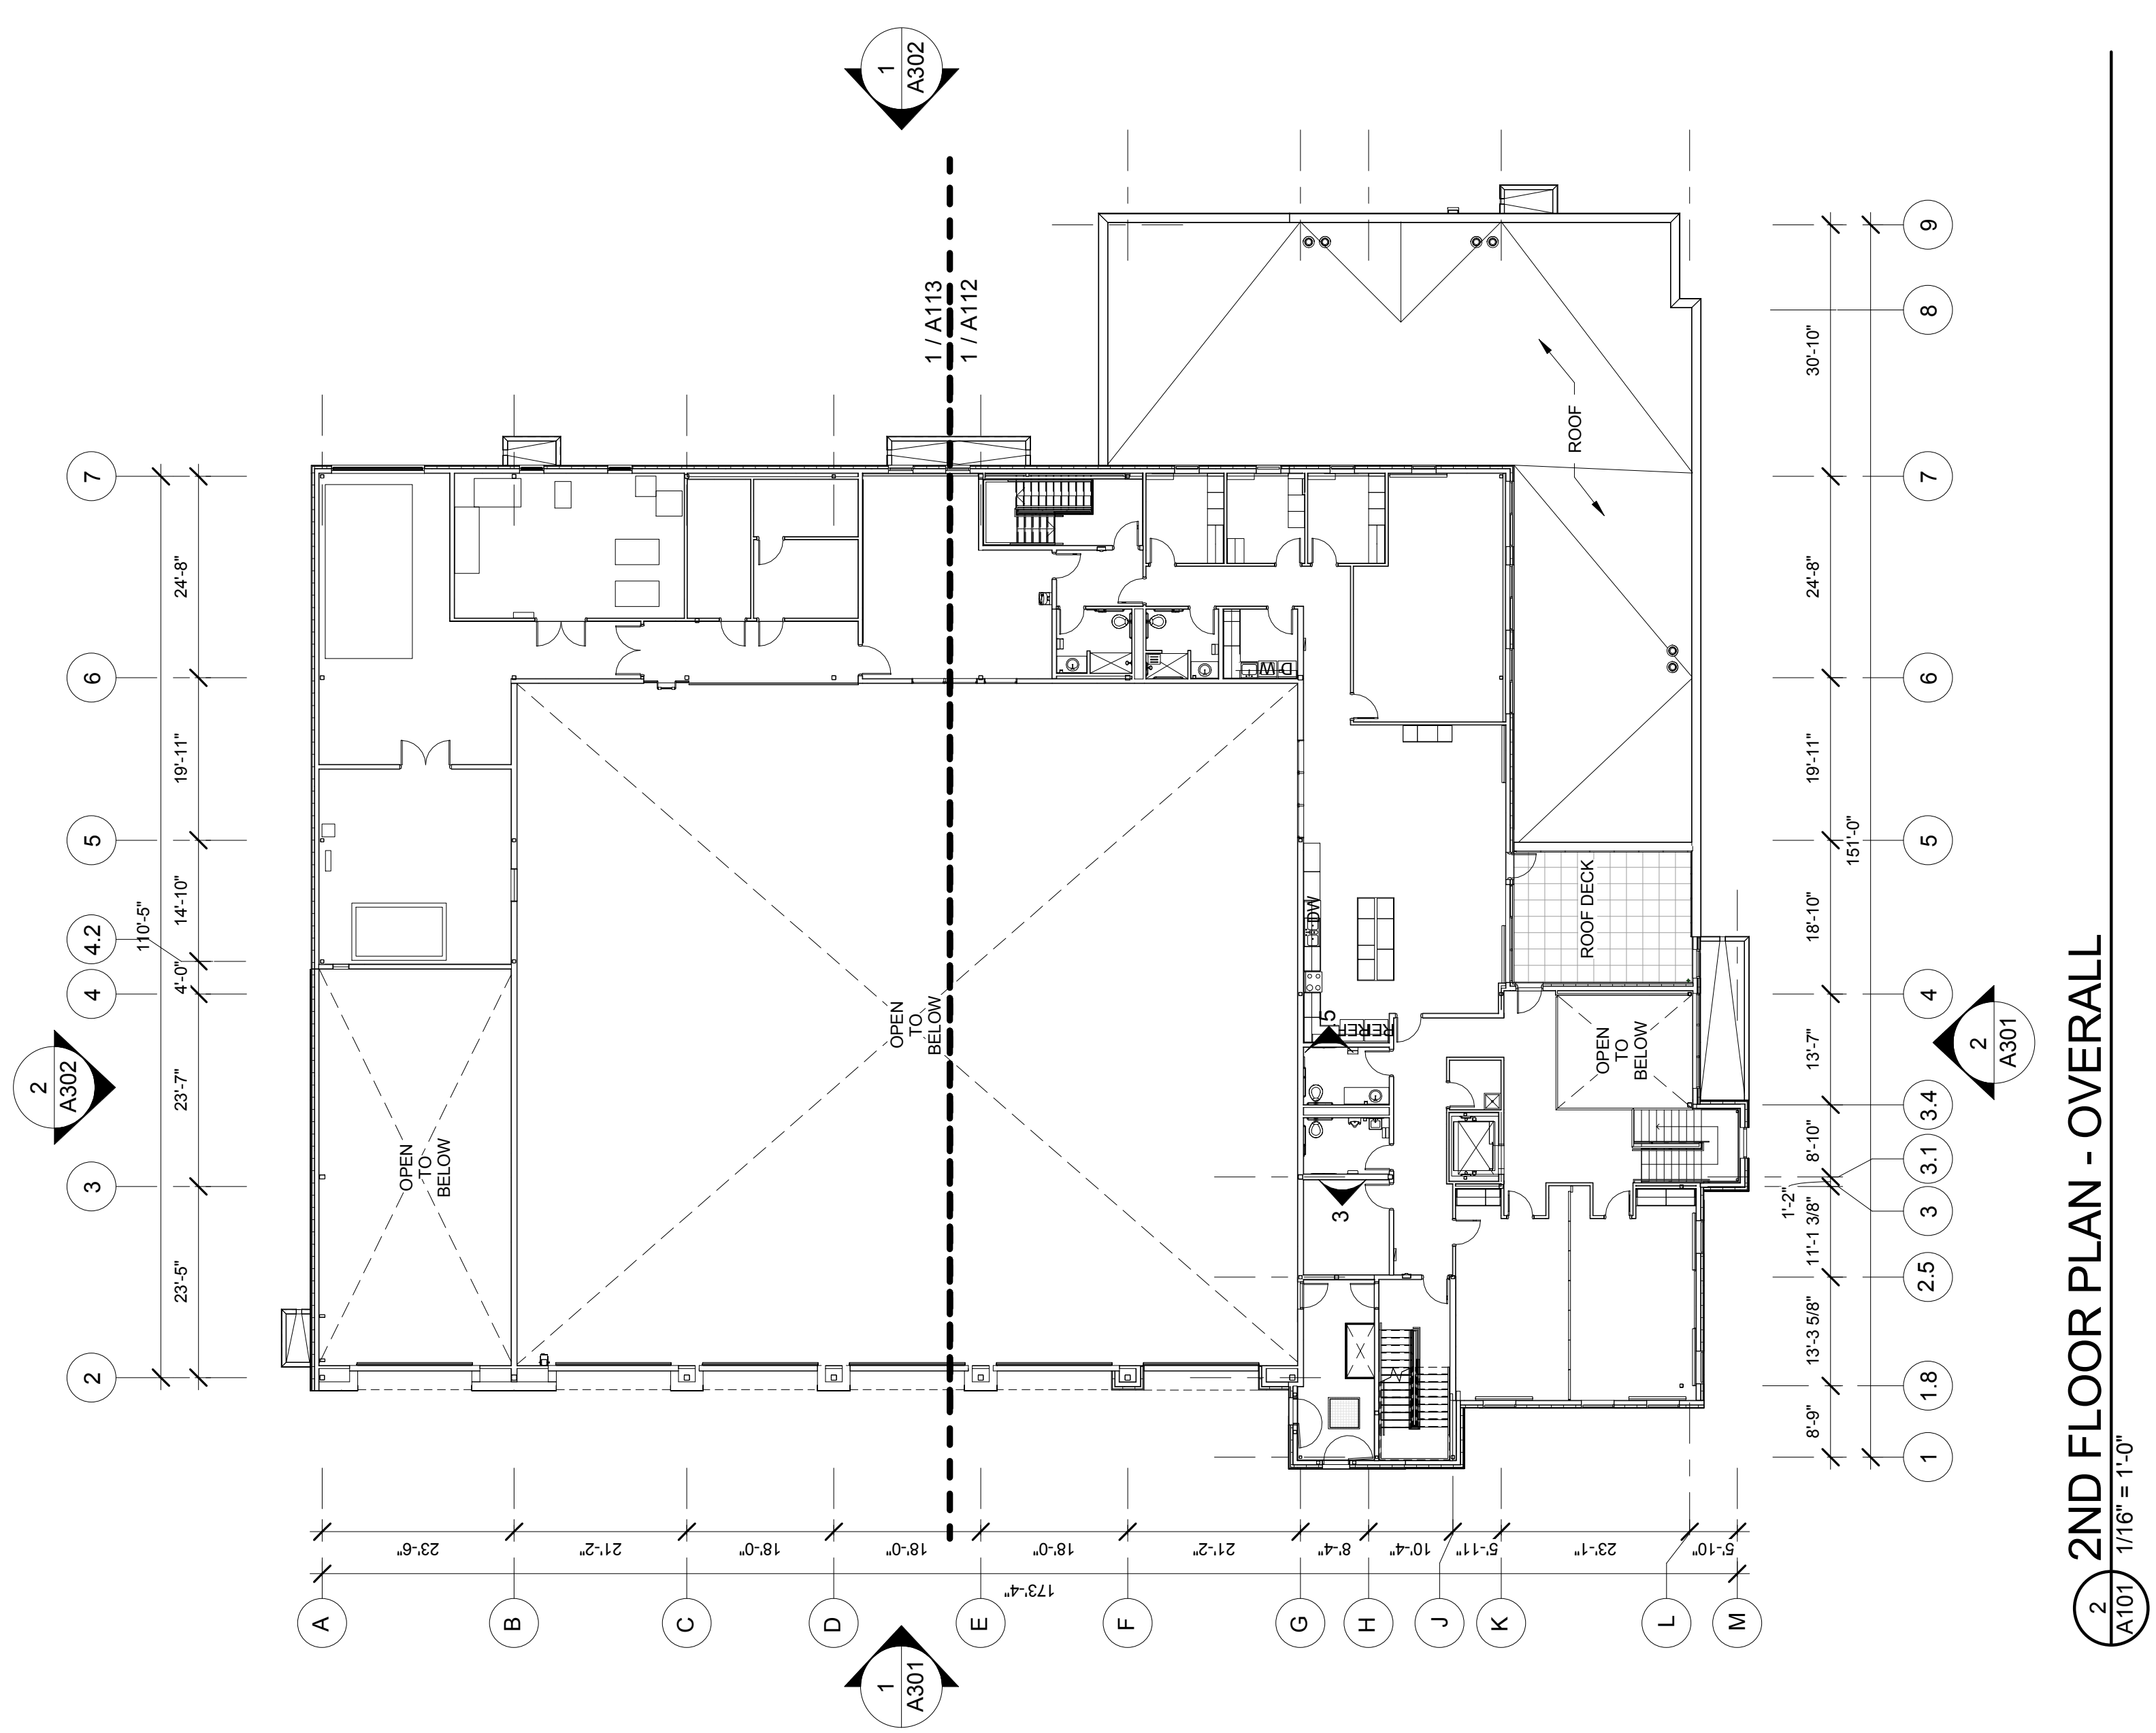 1
A302
1 / A113
1 / A112
9
8
7
6
5
4
3.4
3.1
3
2.5
1.8
1
30'-10"
24'-8"
19'-11"
18'-10"
13'-7"
8'-10"
1'-2"
11'-1 3/8"
13'-3 5/8"
8'-9"
151'-0"
7
6
5
4.2
4
3
2
24'-8"
19'-11"
14'-10"
4'-0"
23'-7"
23'-5"
110'-5"
2
A302
2
A301
ROOF
ROOF DECK
OPEN
TO
BELOW
OPEN
TO
BELOW
OPEN
TO
BELOW
W
D
DW
REF
REF
5
3
23'-6"
21'-2"
18'-0"
18'-0"
18'-0"
21'-2"
8'-4"
10'-4"
5'-11"
23'-1"
5'-10"
173'-4"
A
B
C
D
E
F
G
H
J
K
L
M
1
A301
2
A101
2ND FLOOR PLAN - OVERALL
1/16" = 1'-0"